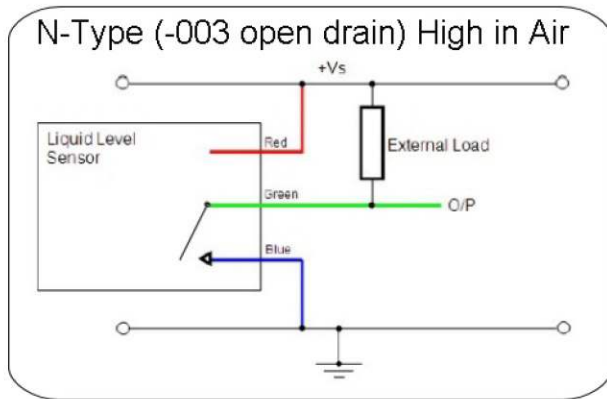 N-Type (-003 open drain) High in Air
+Vs
Liquid Level
Sensor
Red
External Load
Green
O/P
Blue